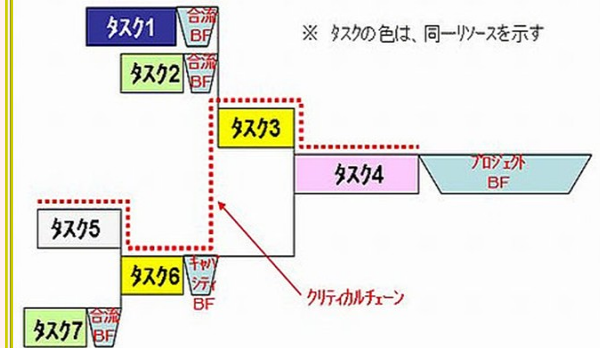 タスク1
合流
BF
※ タスクの色は、同一リソースを示す
タスク2
合流
BF
タスク3
タスク4
プロジェクト
BF
タスク5
タスク6
キャパ
シティ
BF
クリティカルチェーン
タスク7
合流
BF